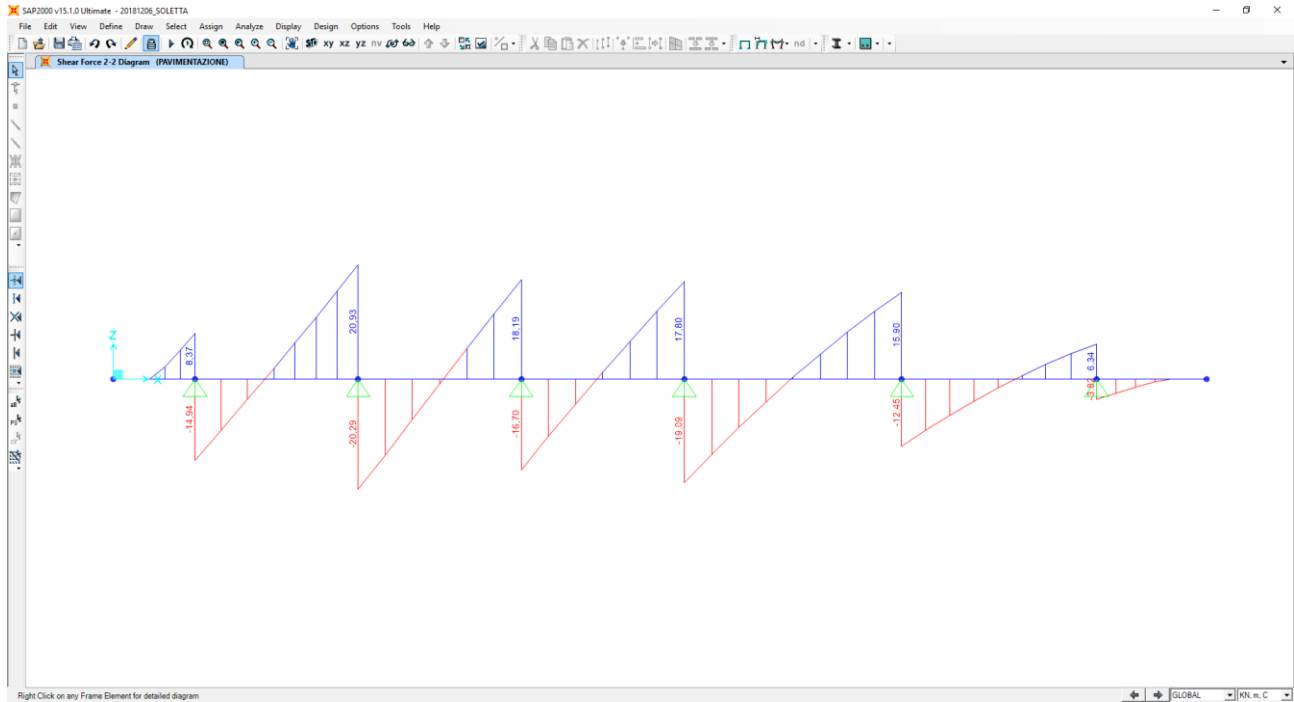 SAP2000 v15.1.0 Ultimate - 20181206_SOLETTA
File Edit View Define Draw Select Assign Analyze Display Design Options Tools Help
xy xz yz nv nd
Shear Force 2-2 Diagram (PAVIMENTAZIONE)
Z
X
8,37
-14,94
20,93
-20,29
18,19
-16,70
17,80
-19,09
15,90
-12,45
6,34
-3,82
Right Click on any Frame Element for detailed diagram
GLOBAL
KN, m, C